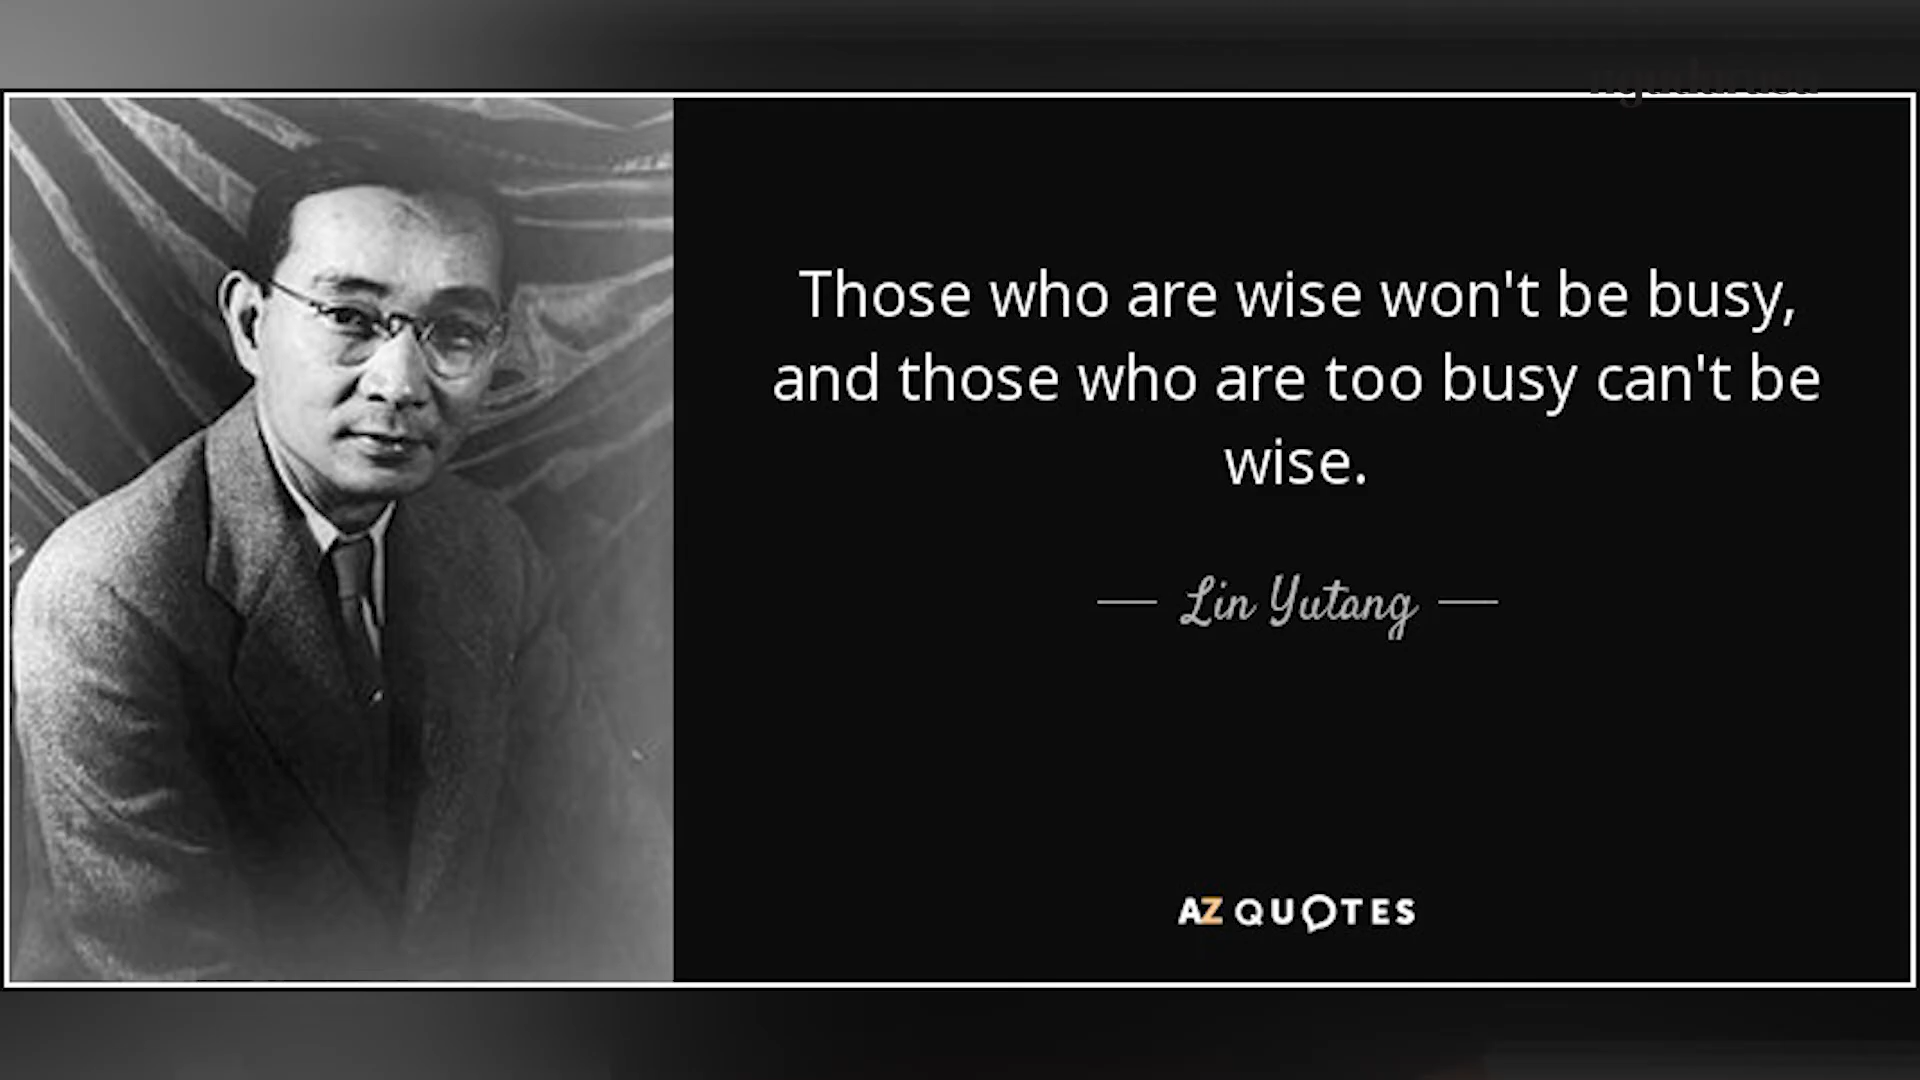 Those who are wise won't be busy,
and those who are too busy can't be
wise.
Lin Yutang
AZ QUOTES